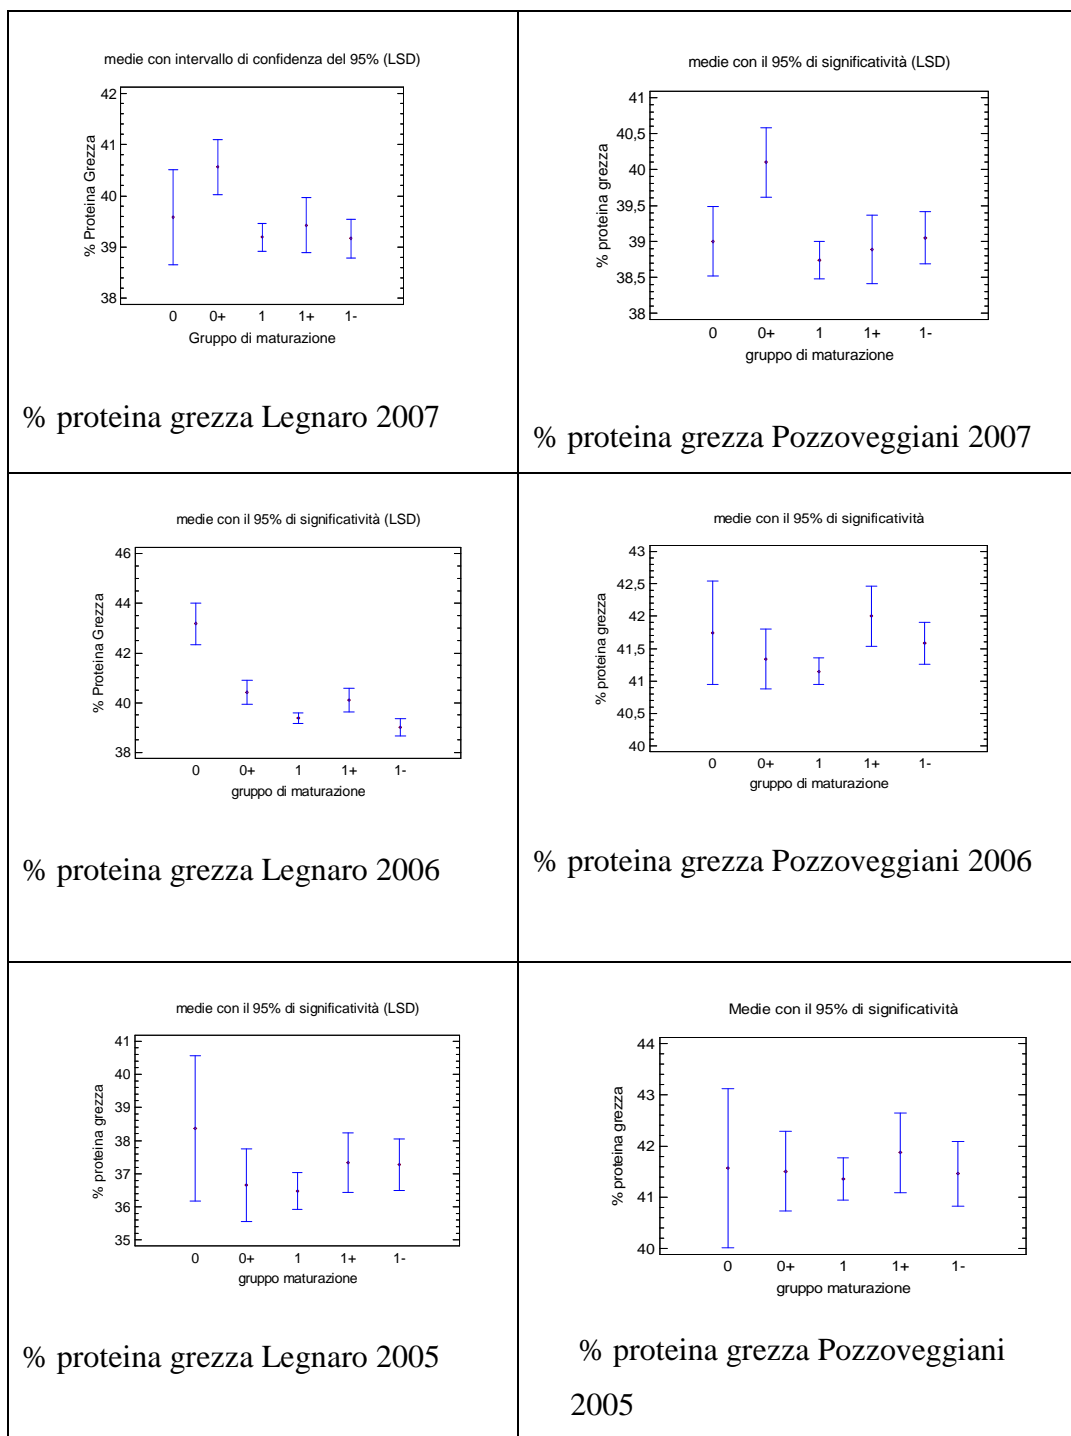 medie con intervallo di confidenza del 95% (LSD)
% Proteina Grezza
42
41
40
39
38
0 0+ 1 1+ 1-
Gruppo di maturazione
% proteina grezza Legnaro 2007
medie con il 95% di significatività (LSD)
% proteina grezza
41
40,5
40
39,5
39
38,5
38
0 0+ 1 1+ 1-
gruppo di maturazione
% proteina grezza Pozzoveggiani 2007
medie con il 95% di significatività (LSD)
% Proteina Grezza
46
44
42
40
38
0 0+ 1 1+ 1-
gruppo di maturazione
% proteina grezza Legnaro 2006
medie con il 95% di significatività
% proteina grezza
43
42,5
42
41,5
41
40,5
40
0 0+ 1 1+ 1-
gruppo di maturazione
% proteina grezza Pozzoveggiani 2006
medie con il 95% di significatività (LSD)
% proteina grezza
41
40
39
38
37
36
35
0 0+ 1 1+ 1-
gruppo maturazione
% proteina grezza Legnaro 2005
Medie con il 95% di significatività
% proteina grezza
44
43
42
41
40
0 0+ 1 1+ 1-
gruppo maturazione
% proteina grezza Pozzoveggiani
2005